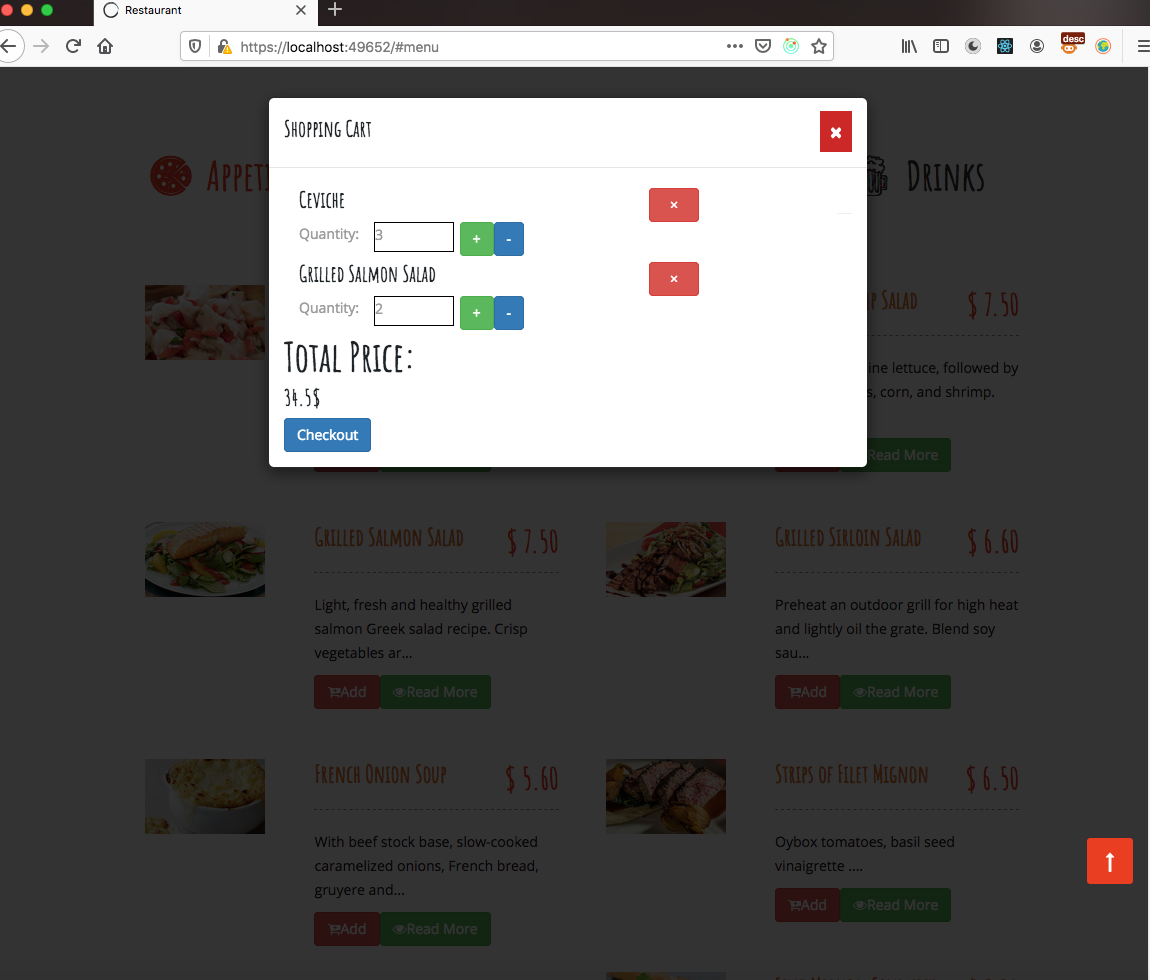 Restaurant
https://localhost:49652/#menu
desc
Shopping Cart
Drinks
Ceviche
Quantity: 3 + -
Grilled Salmon Salad
Quantity: 2 + -
Total Price:
34.5$
Checkout
Salad $ 7.50
lettuce, followed by
corn, and shrimp.
Read More
Grilled Salmon Salad $ 7.50
Light, fresh and healthy grilled
salmon Greek salad recipe. Crisp
vegetables ar...
Add Read More
Grilled Sirloin Salad $ 6.60
Preheat an outdoor grill for high heat
and lightly oil the grate. Blend soy
sau...
Add Read More
French Onion Soup $ 5.60
With beef stock base, slow-cooked
caramelized onions, French bread,
gruyere and...
Add Read More
Strips of Filet Mignon $ 6.50
Oybox tomatoes, basil seed
vinaigrette ....
Add Read More